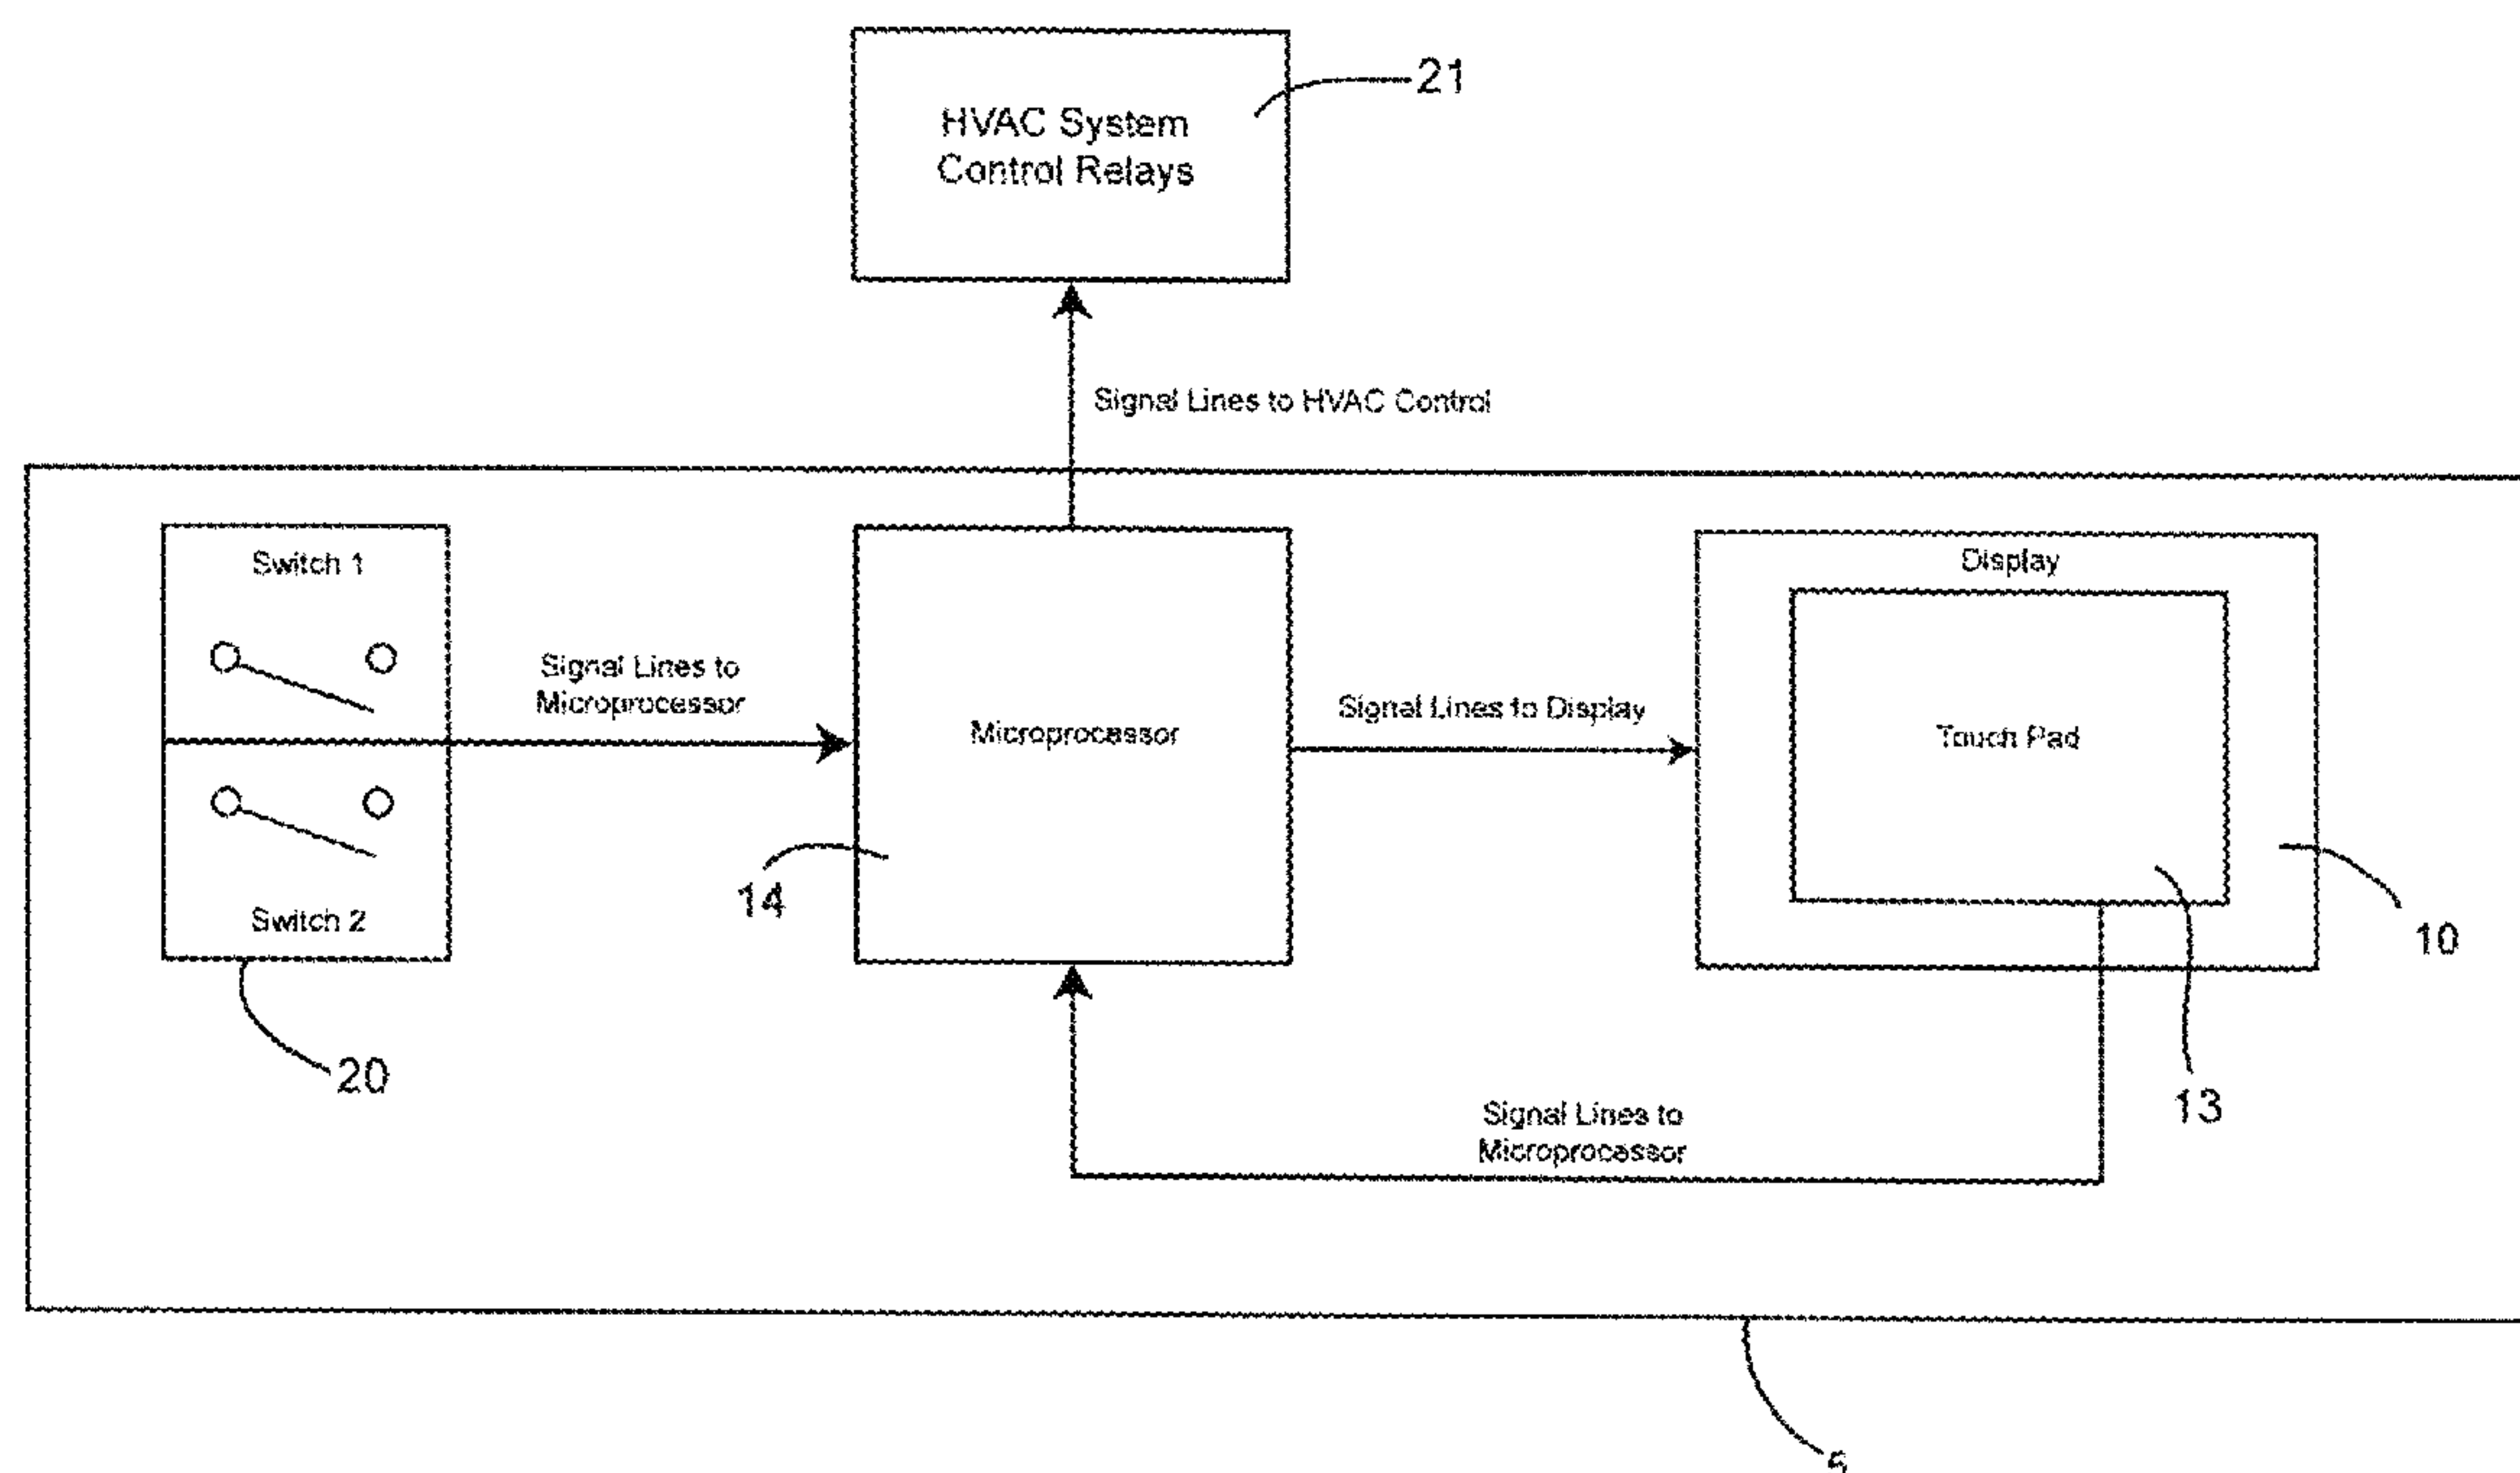 HVAC System
Control Relays
21
Signal Lines to HVAC Control
Switch 1
Signal Lines to
Microprocessor
Switch 2
20
Microprocessor
14
Signal Lines to Display
Display
Touch Pad
10
13
Signal Lines to
Microprocessor